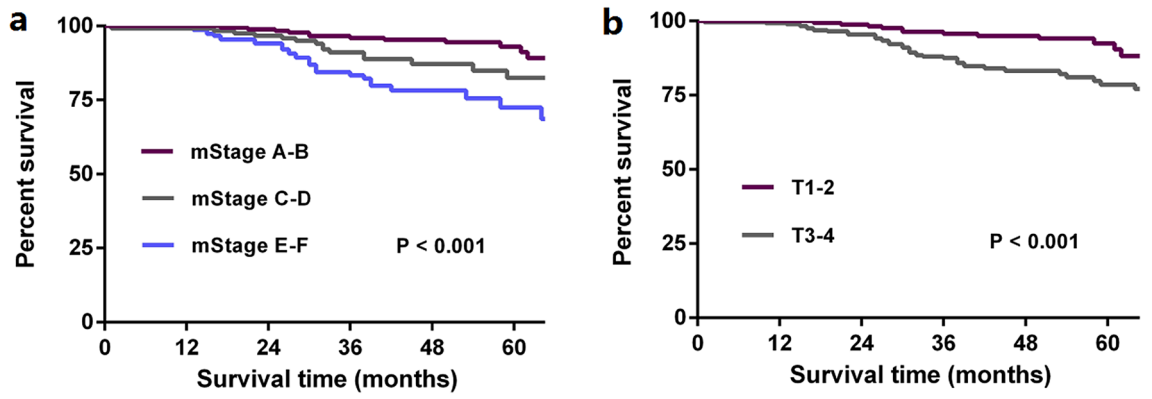 a
100
75
50
25
0
Percent survival
mStage A-B
mStage C-D
mStage E-F
P < 0.001
0 12 24 36 48 60
Survival time (months)
b
100
75
50
25
0
Percent survival
T1-2
T3-4
P < 0.001
0 12 24 36 48 60
Survival time (months)